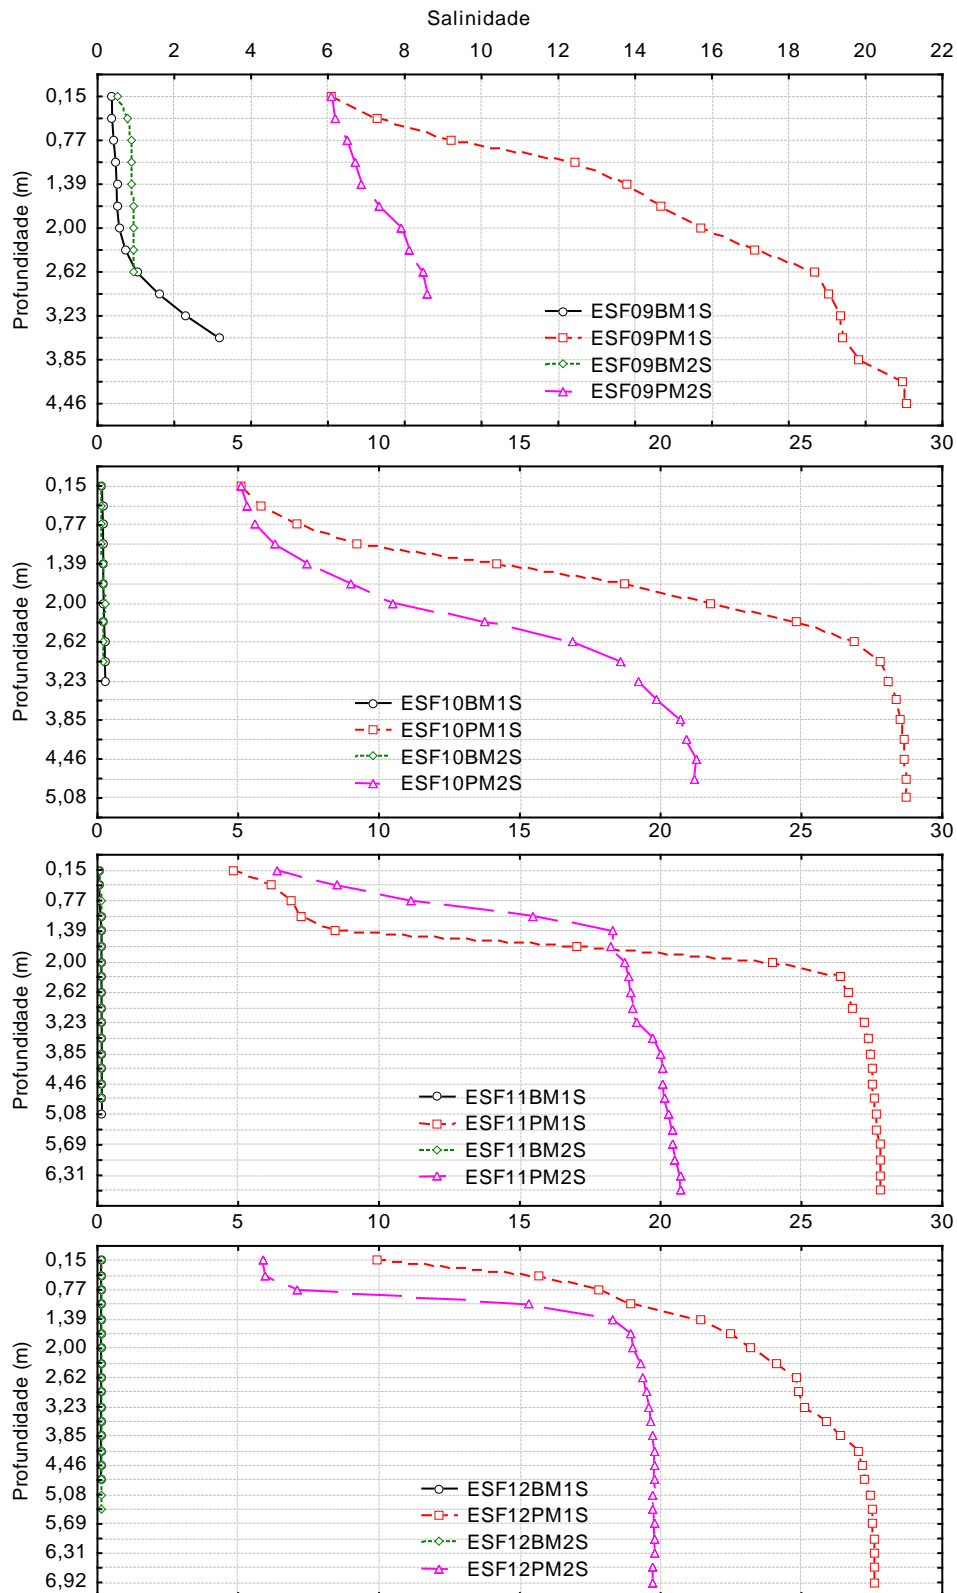 Salinidade
0 2 4 6 8 10 12 14 16 18 20 22
0,15
0,77
1,39
2,00
2,62
3,23
3,85
4,46
Profundidade (m)
ESF09BM1S
ESF09PM1S
ESF09BM2S
ESF09PM2S
0 5 10 15 20 25 30
0,15
0,77
1,39
2,00
2,62
3,23
3,85
4,46
5,08
Profundidade (m)
ESF10BM1S
ESF10PM1S
ESF10BM2S
ESF10PM2S
0 5 10 15 20 25 30
0,15
0,77
1,39
2,00
2,62
3,23
3,85
4,46
5,08
5,69
6,31
Profundidade (m)
ESF11BM1S
ESF11PM1S
ESF11BM2S
ESF11PM2S
0 5 10 15 20 25 30
0,15
0,77
1,39
2,00
2,62
3,23
3,85
4,46
5,08
5,69
6,31
6,92
Profundidade (m)
ESF12BM1S
ESF12PM1S
ESF12BM2S
ESF12PM2S